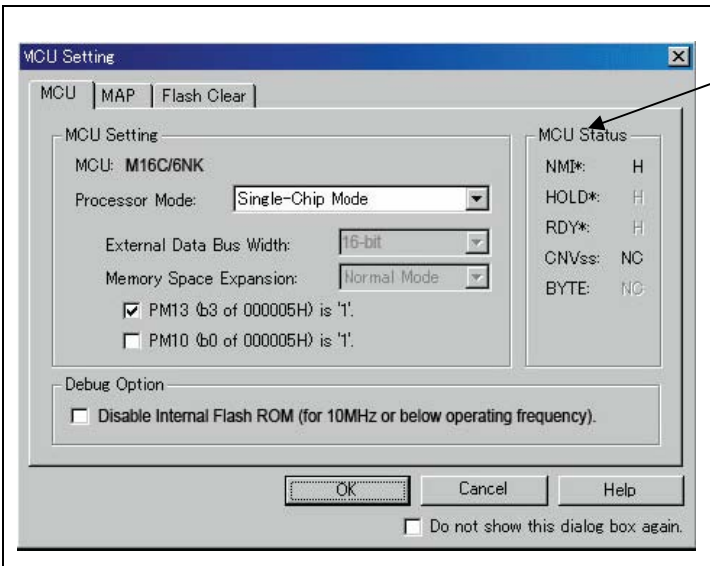 MCU Setting
MCU MAP Flash Clear
MCU Setting
MCU: M16C/6NK
Processor Mode: Single-Chip Mode
External Data Bus Width: 16-bit
Memory Space Expansion: Normal Mode
PM13 (b3 of 000005H) is '1'.
PM10 (b0 of 000005H) is '1'.
MCU Status
NMI*: H
HOLD*: H
RDY*: H
CNVss: NC
BYTE: NC
Debug Option
Disable Internal Flash ROM (for 10MHz or below operating frequency).
OK Cancel Help
Do not show this dialog box again.